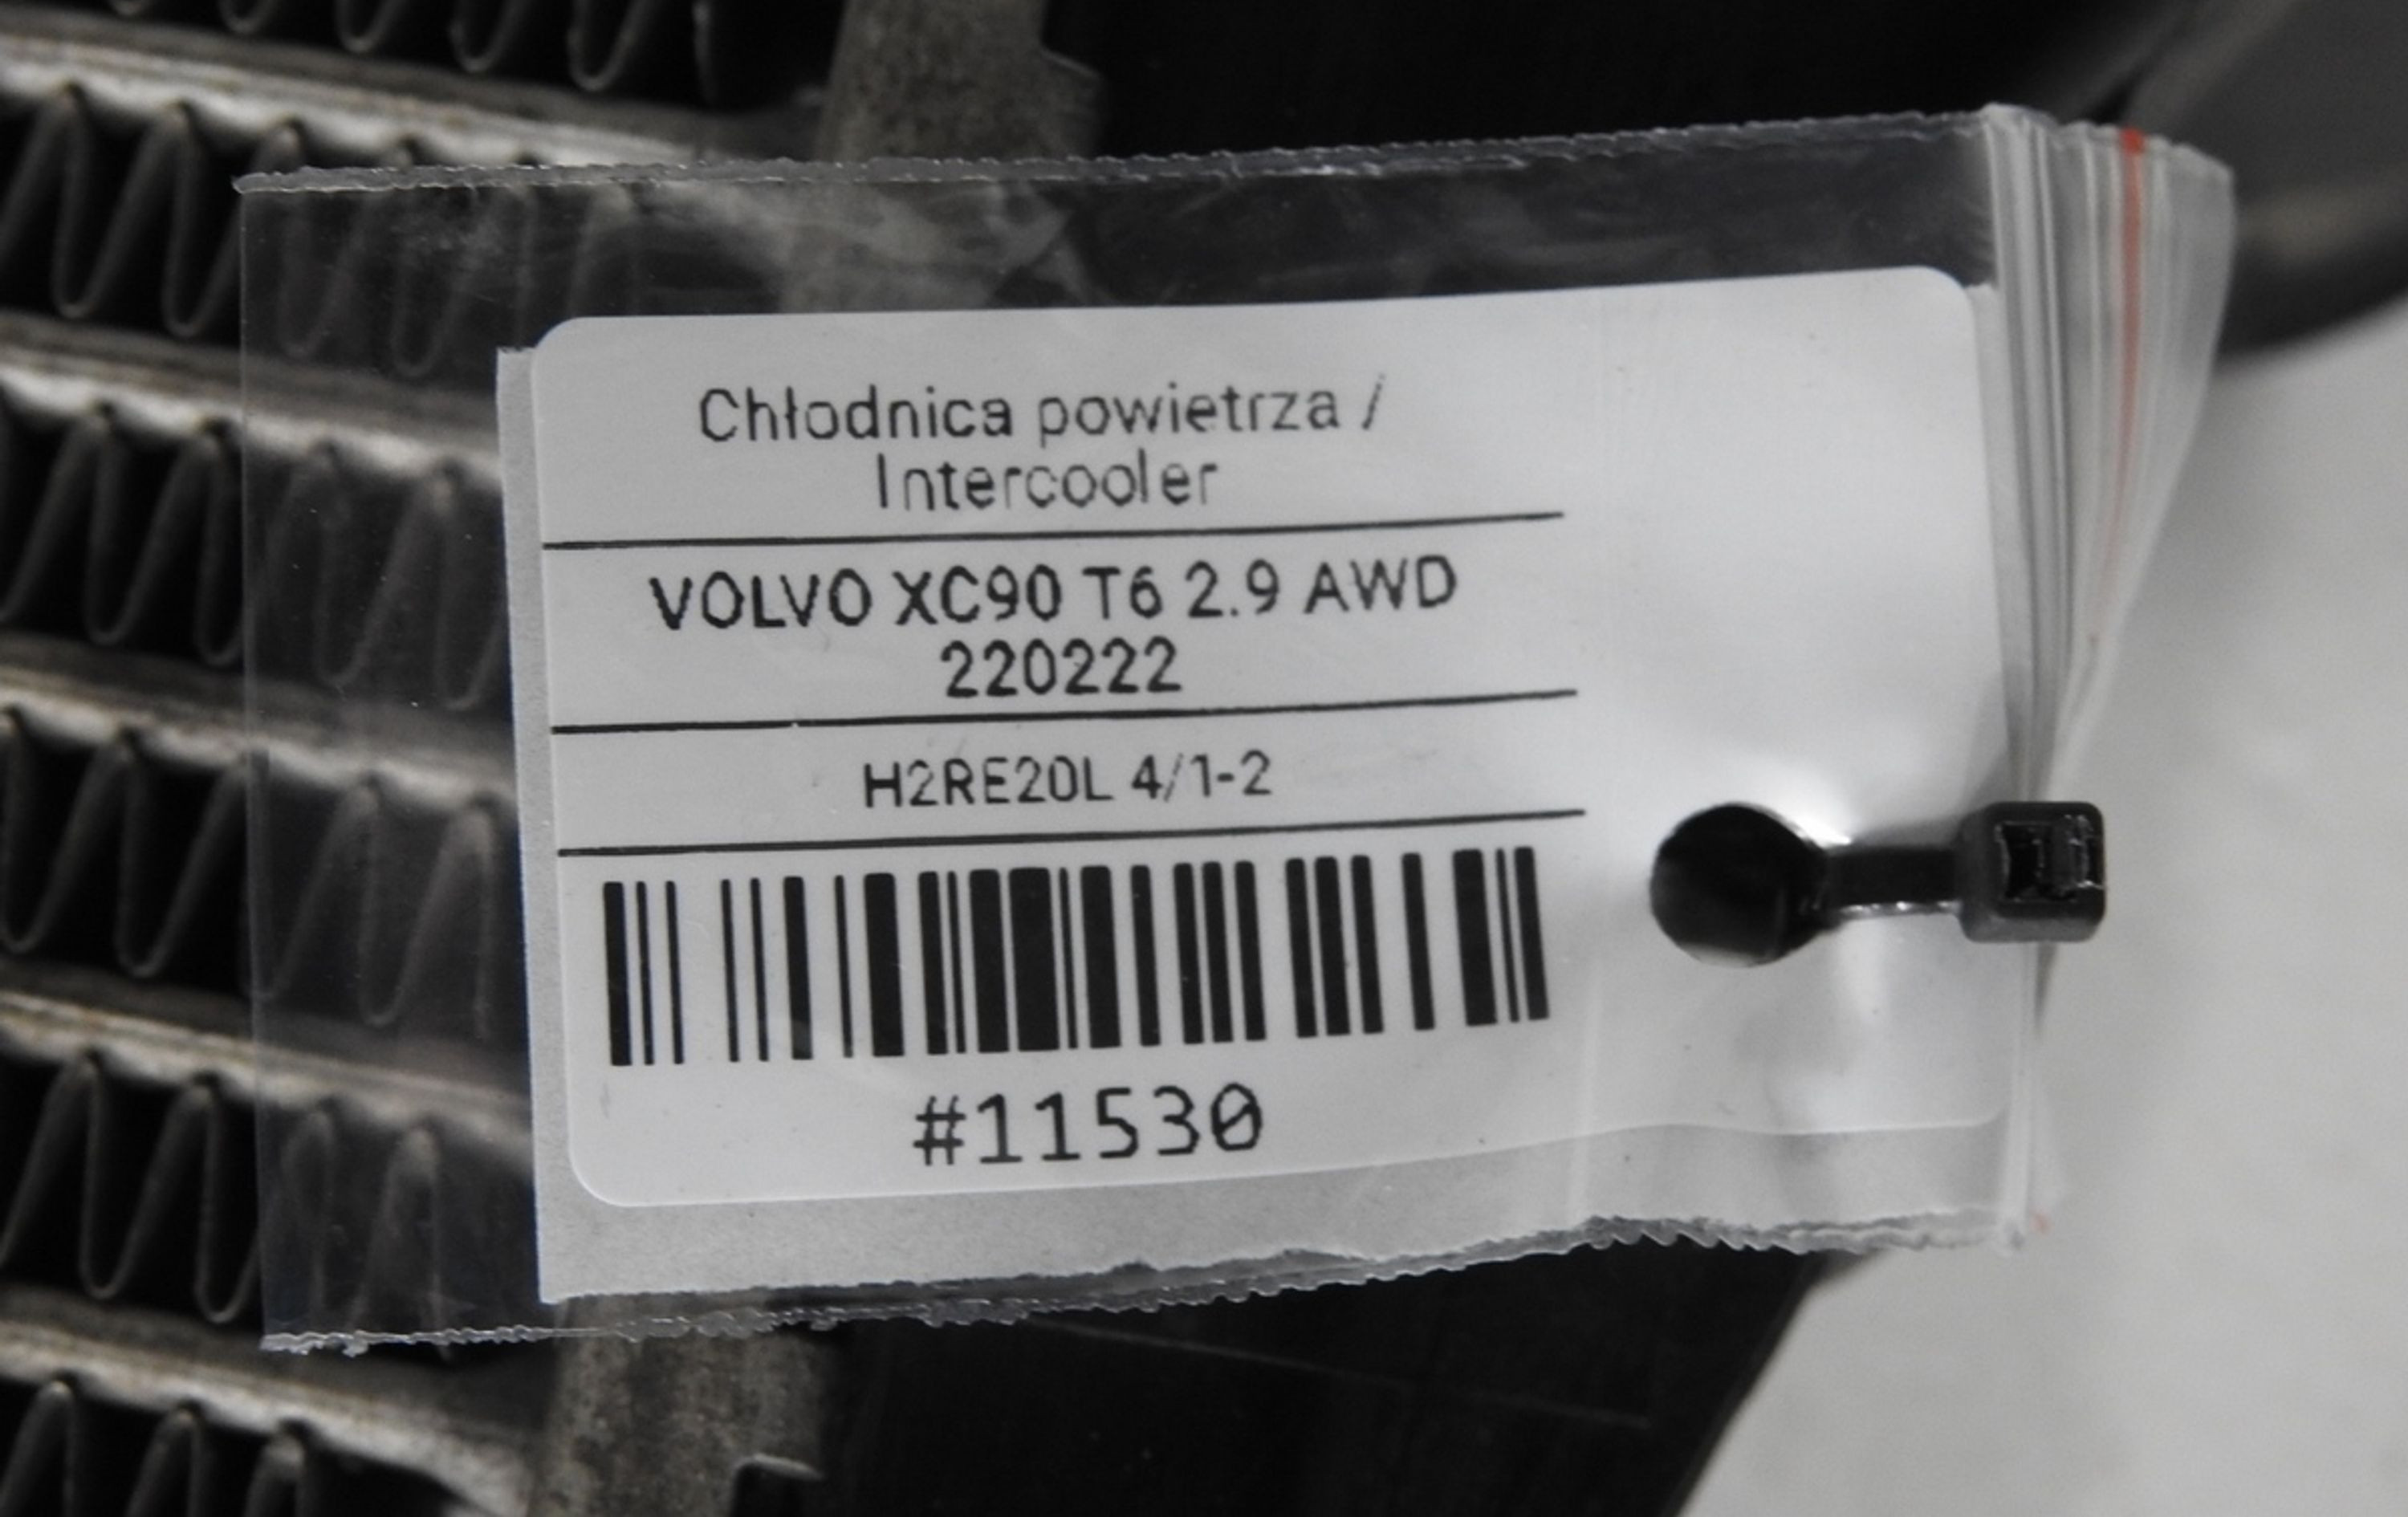 Chłodnica powietrza /
Intercooler
VOLVO XC90 T6 2.9 AWD
220222
H2RE20L 4/1-2
#11530